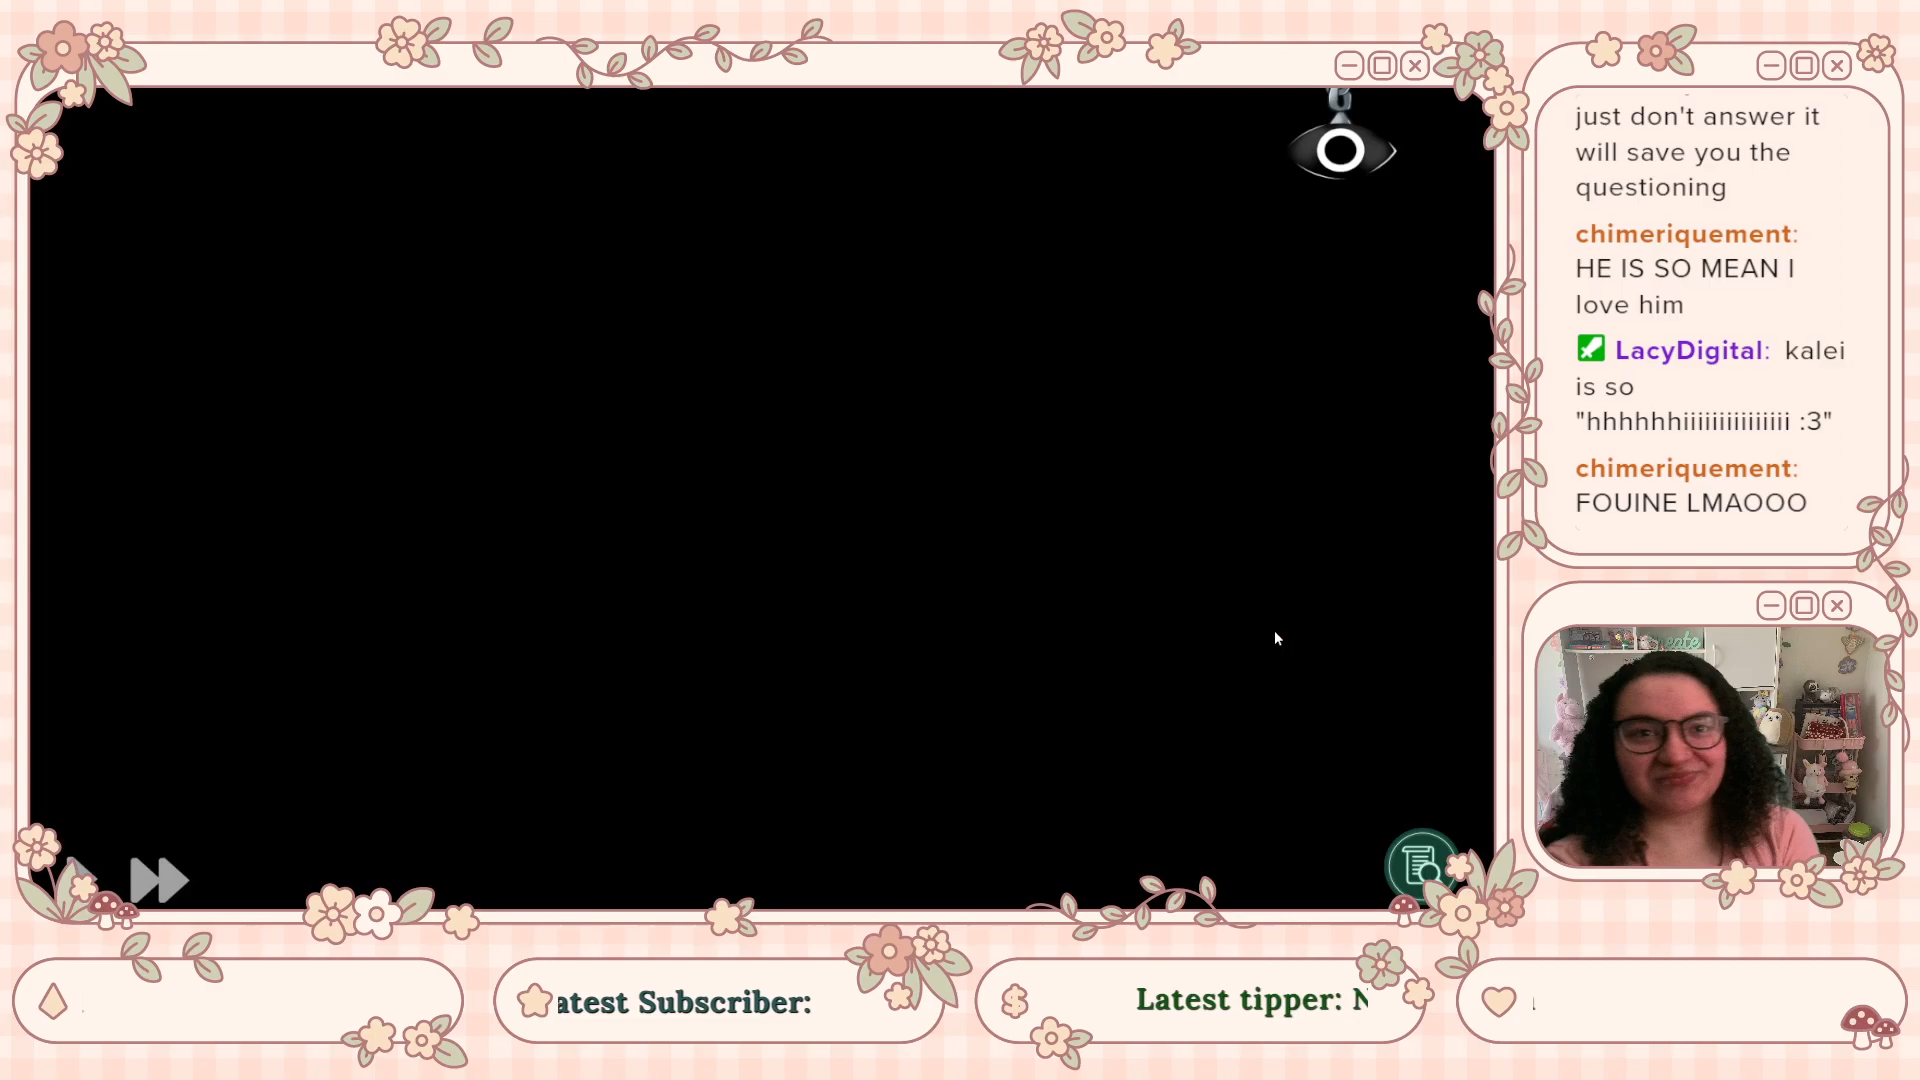 just don't answer it
will save you the
questioning
chimeriquement:
HE IS SO MEAN I
love him
LacyDigital: kalei
is so
"hhhhhhiiiiiiiiiiiiiii :3"
chimeriquement:
FOUINE LMAOOO
atest Subscriber:
Latest tipper: